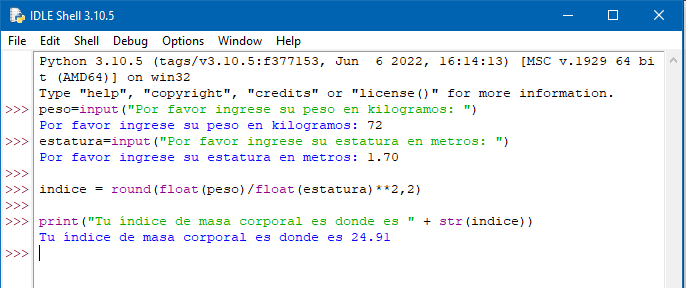 IDLE Shell 3.10.5
File Edit Shell Debug Options Window Help
Python 3.10.5 (tags/v3.10.5:f377153, Jun  6 2022, 16:14:13) [MSC v.1929 64 bi
t (AMD64)] on win32
Type "help", "copyright", "credits" or "license()" for more information.
>>> peso=input("Por favor ingrese su peso en kilogramos: ")
Por favor ingrese su peso en kilogramos: 72
>>> estatura=input("Por favor ingrese su estatura en metros: ")
Por favor ingrese su estatura en metros: 1.70
>>>
>>> indice = round(float(peso)/float(estatura)**2,2)
>>>
>>> print("Tu índice de masa corporal es donde es " + str(indice))
Tu índice de masa corporal es donde es 24.91
>>>